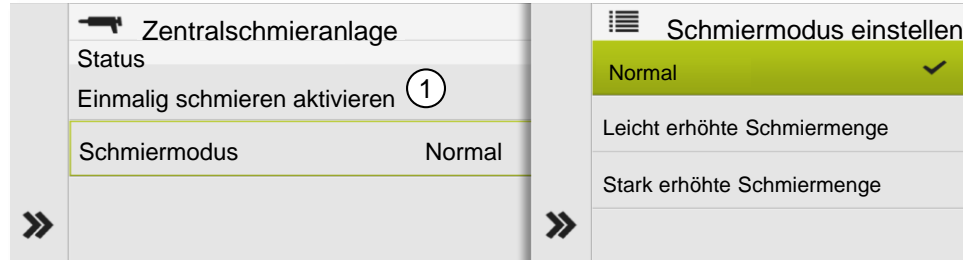 Zentralschmieranlage
Status
Einmalig schmieren aktivieren 1
Schmiermodus Normal
Schmiermodus einstellen
Normal
Leicht erhöhte Schmiermenge
Stark erhöhte Schmiermenge